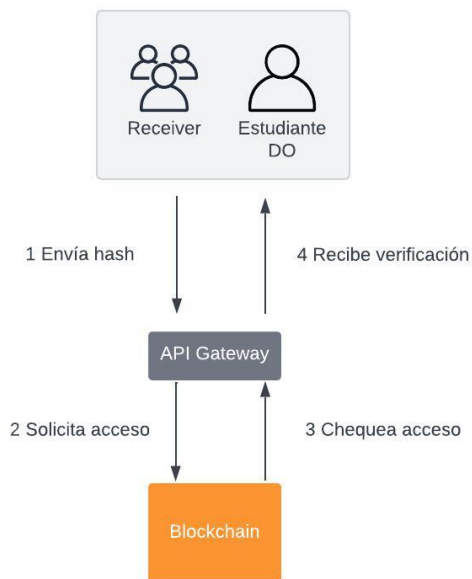 Receiver
Estudiante
DO
1 Envía hash
4 Recibe verificación
API Gateway
2 Solicita acceso
3 Chequea acceso
Blockchain